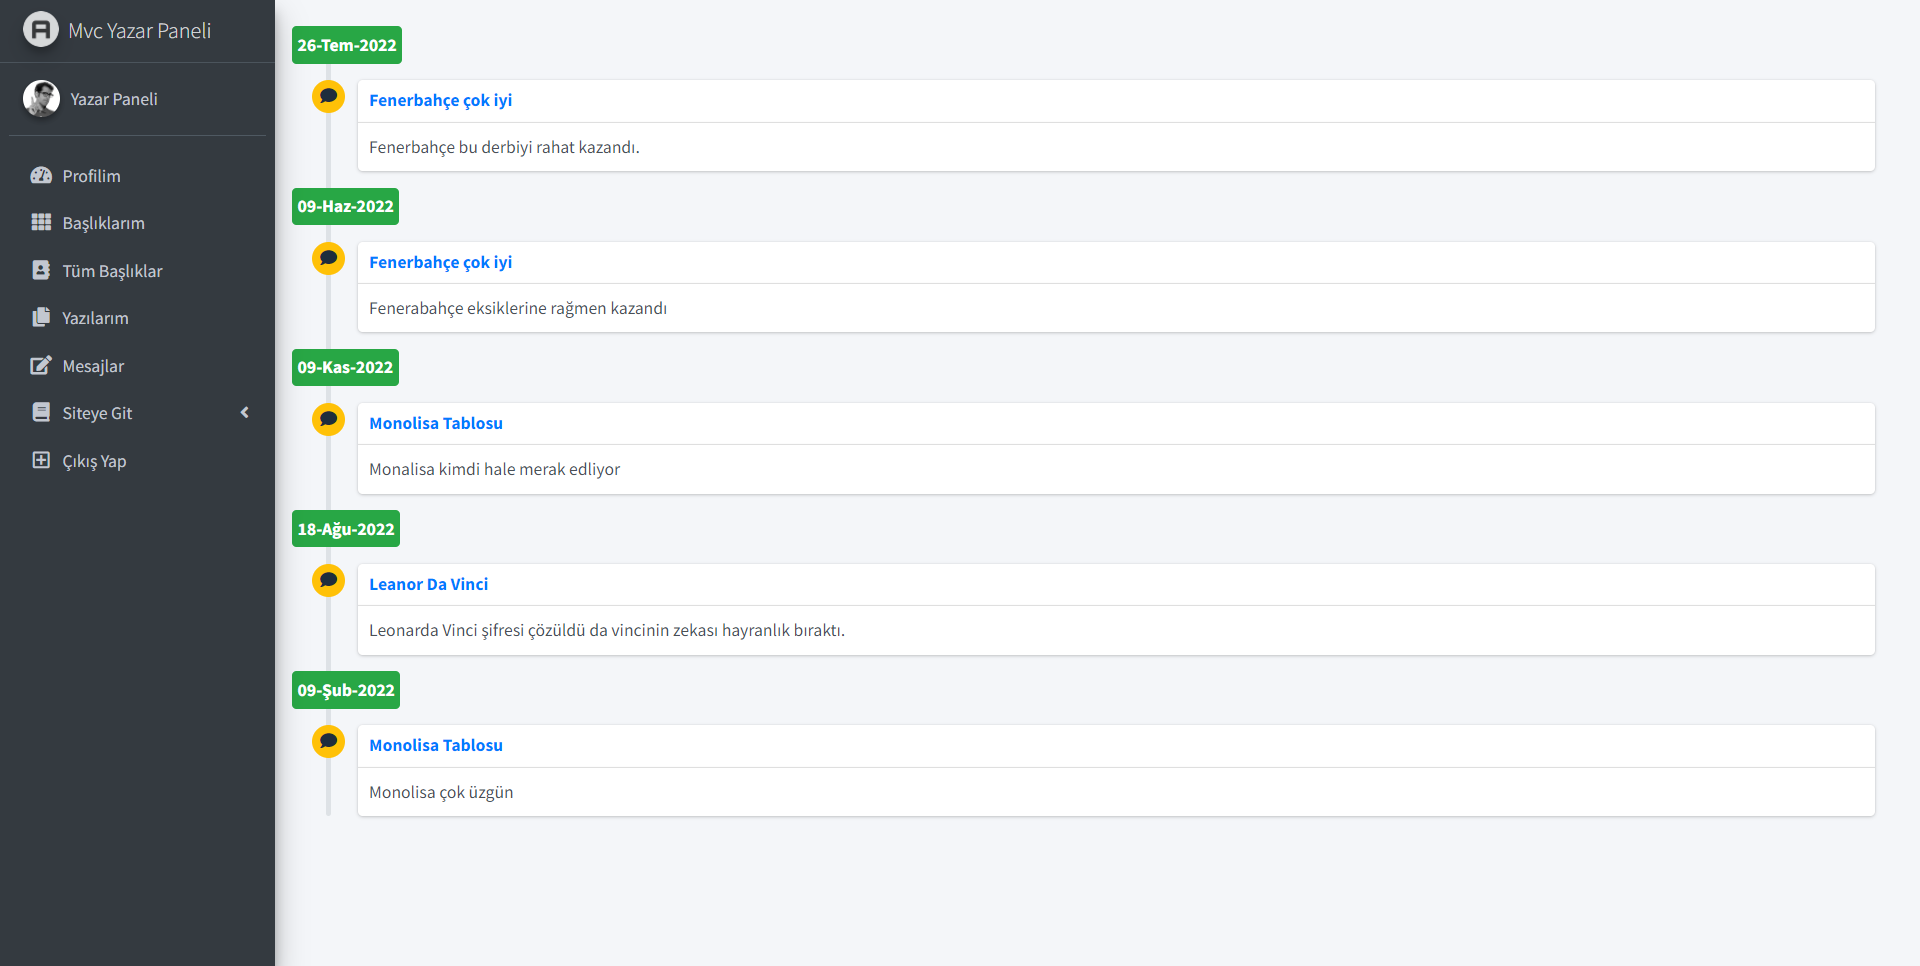 Mvc Yazar Paneli
Yazar Paneli
Profilim
Başlıklarım
Tüm Başlıklar
Yazılarım
Mesajlar
Siteye Git
Çıkış Yap
26-Tem-2022
Fenerbahçe çok iyi
Fenerbahçe bu derbiyi rahat kazandı.
09-Haz-2022
Fenerbahçe çok iyi
Fenerabahçe eksiklerine rağmen kazandı
09-Kas-2022
Monolisa Tablosu
Monalisa kimdi hale merak edliyor
18-Ağu-2022
Leanor Da Vinci
Leonarda Vinci şifresi çözüldü da vincinin zekası hayranlık bıraktı.
09-Şub-2022
Monolisa Tablosu
Monolisa çok üzgün